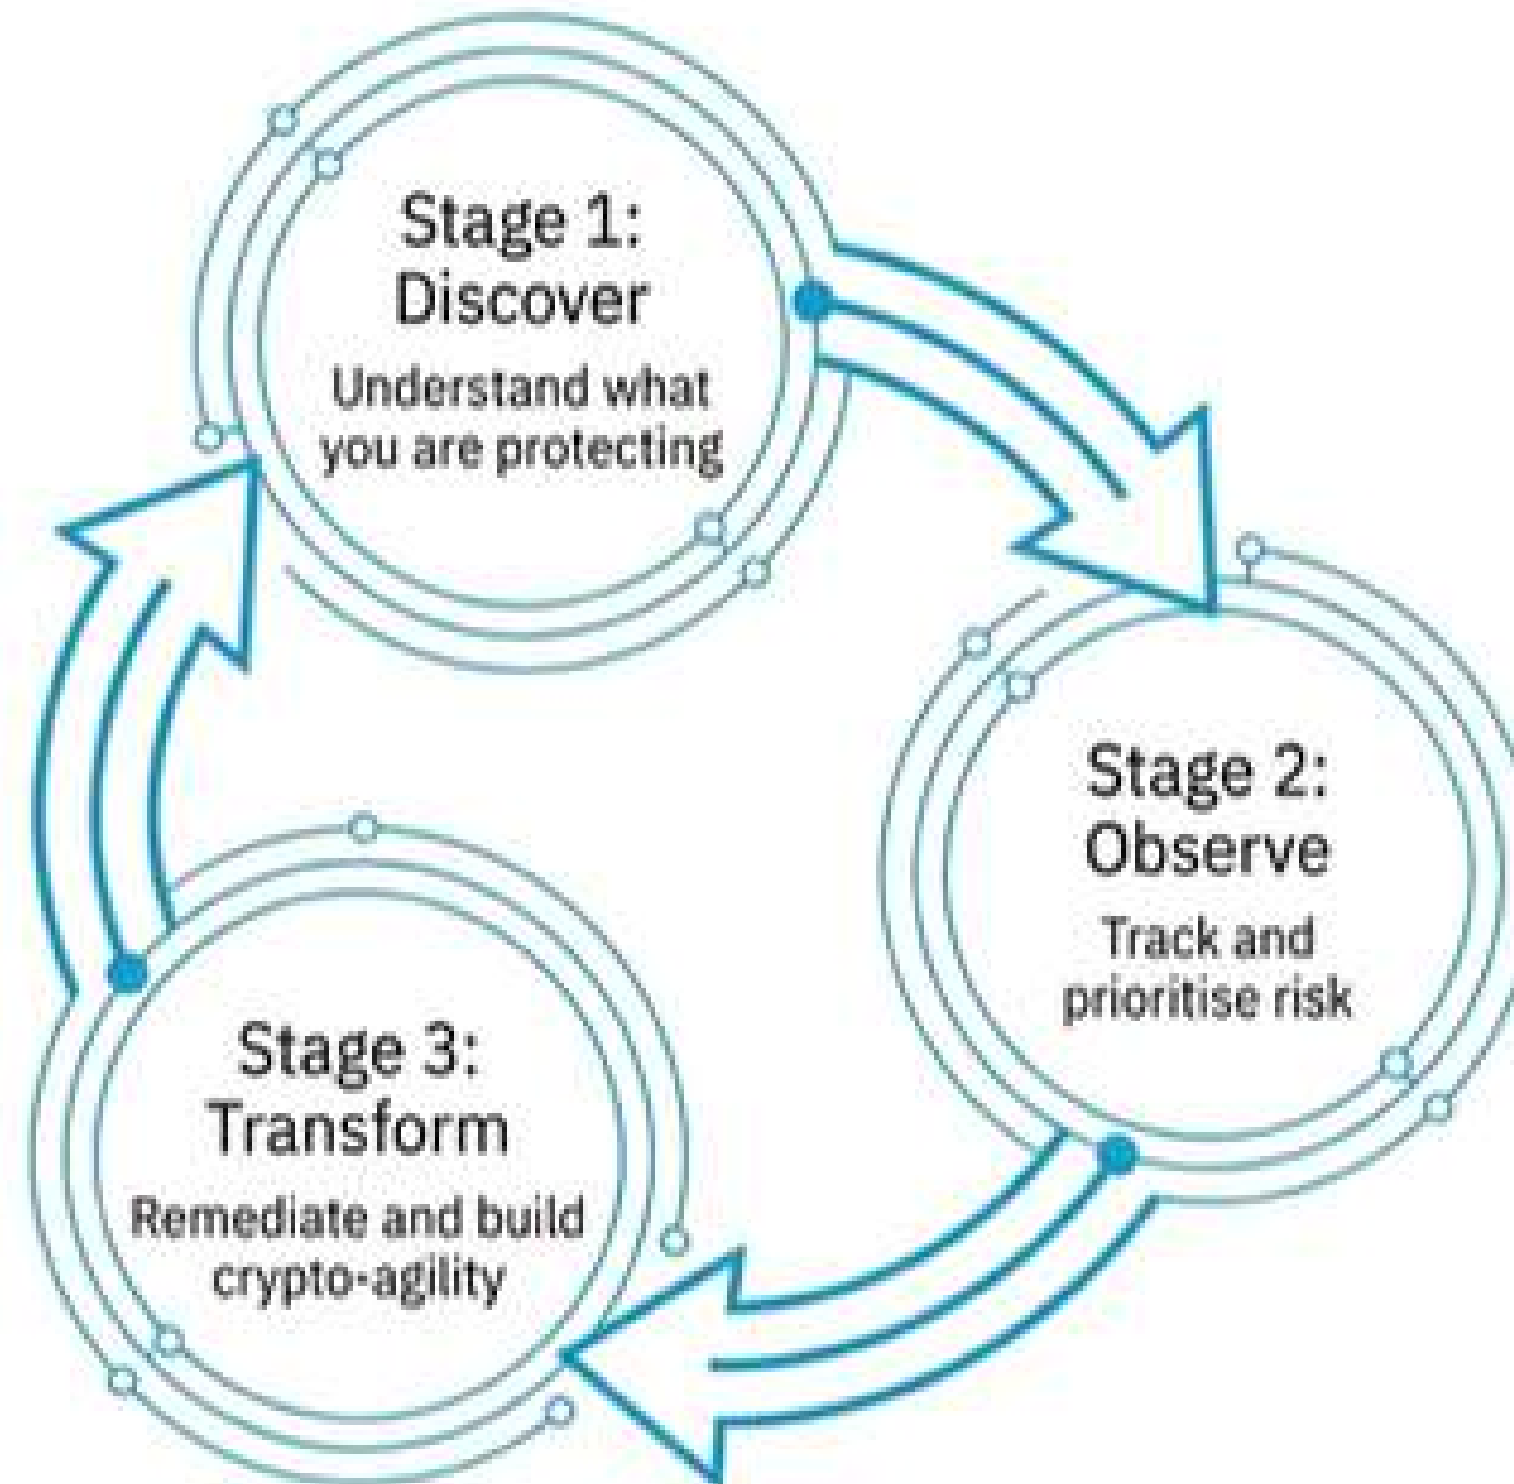 Stage 1:
Discover
Understand what
you are protecting
Stage 2:
Observe
Track and
prioritise risk
Stage 3:
Transform
Remediate and build
crypto-agility